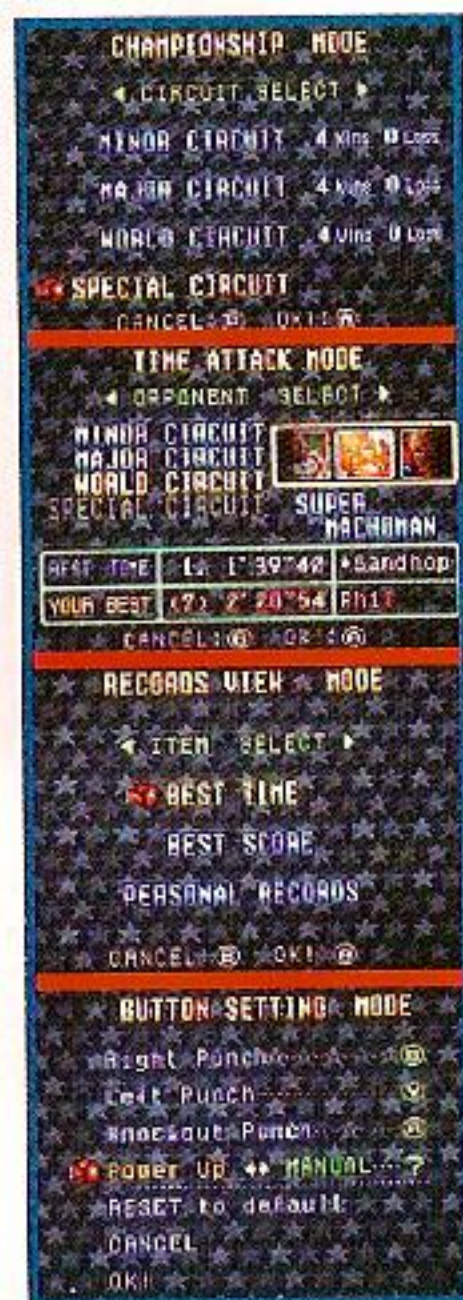 CHAMPIONSHIP MODE
◀ CIRCUIT SELECT ▶
MINOR CIRCUIT 4 Wins 0 Loss
MAJOR CIRCUIT 4 Wins 0 Loss
WORLD CIRCUIT 4 Wins 0 Loss
SPECIAL CIRCUIT
CANCEL:Ⓑ OK!:Ⓐ
TIME ATTACK MODE
◀ OPPONENT SELECT ▶
MINOR CIRCUIT
MAJOR CIRCUIT
WORLD CIRCUIT
SPECIAL CIRCUIT
SUPER
MACHOMAN
BEST TIME 1'39"40 Sandhop
YOUR BEST (7) 2'20"54 Phil
CANCEL:Ⓑ OK!:Ⓐ
RECORDS VIEW MODE
◀ ITEM SELECT ▶
BEST TIME
BEST SCORE
PERSONAL RECORDS
CANCEL:Ⓑ OK!:Ⓐ
BUTTON SETTING MODE
Right Punch
Left Punch
Knockout Punch
Power Up ◀▶ MANUAL ?
RESET to default
CANCEL
OK!